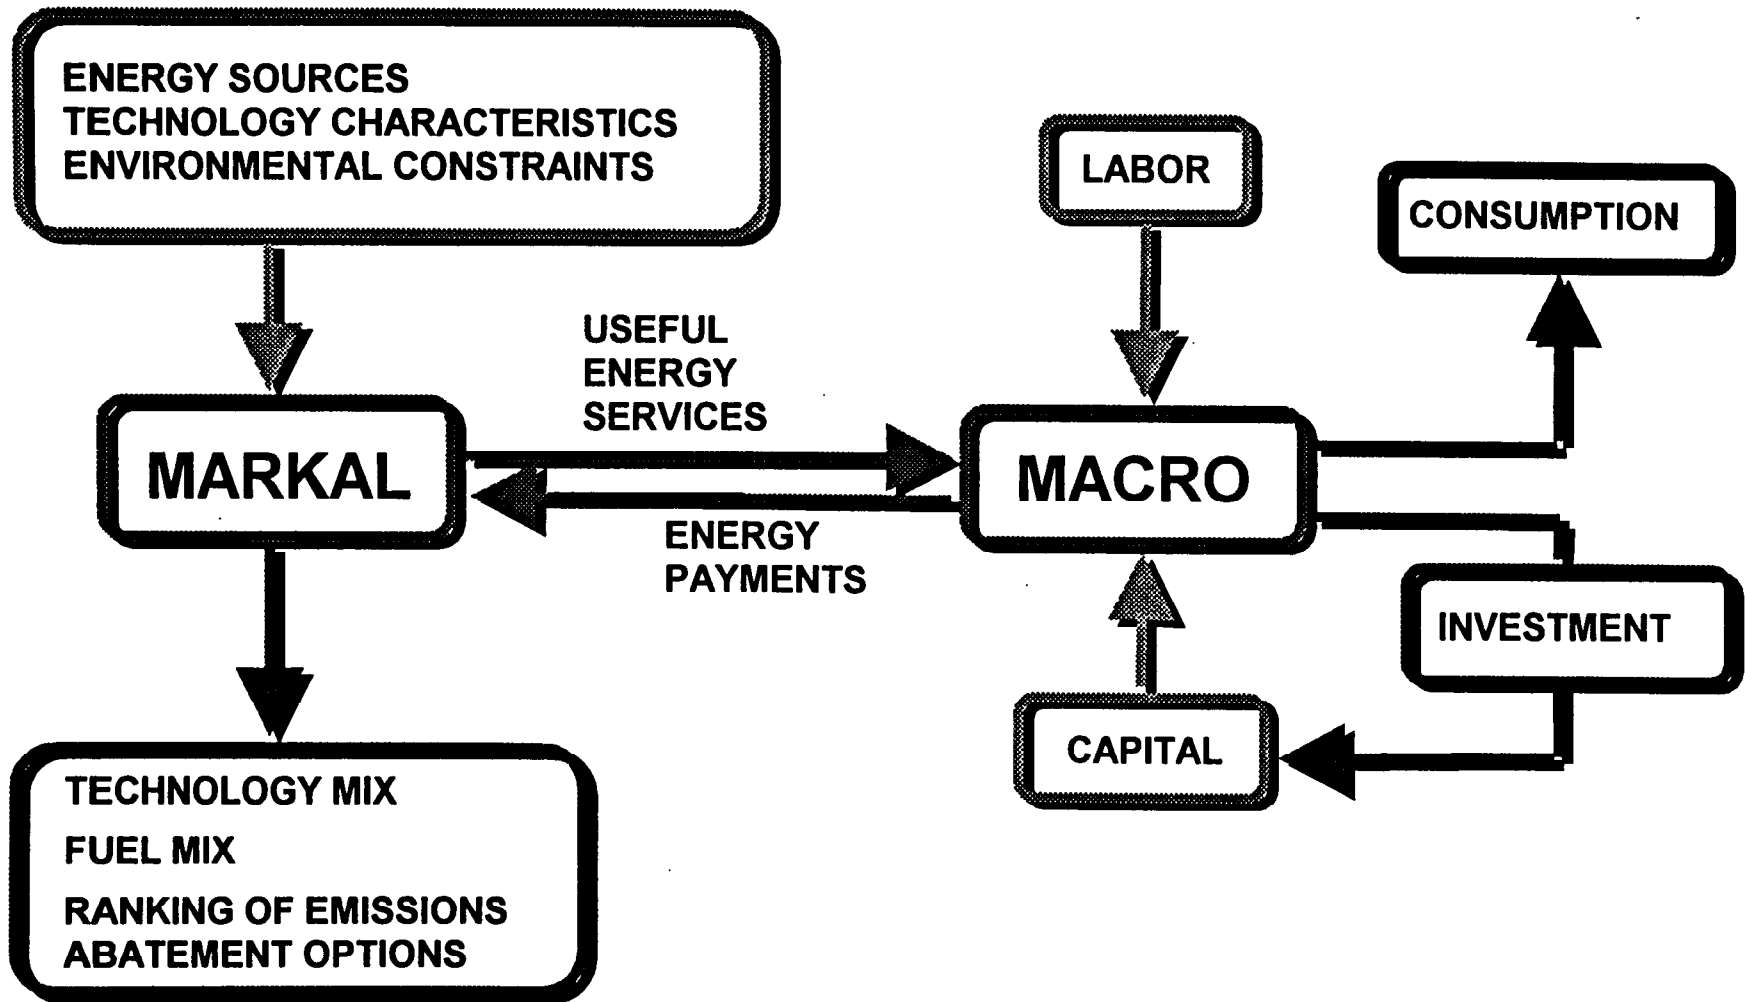 ENERGY SOURCES
TECHNOLOGY CHARACTERISTICS
ENVIRONMENTAL CONSTRAINTS
LABOR
CONSUMPTION
USEFUL
ENERGY
SERVICES
MARKAL
MACRO
ENERGY
PAYMENTS
INVESTMENT
CAPITAL
TECHNOLOGY MIX
FUEL MIX
RANKING OF EMISSIONS
ABATEMENT OPTIONS